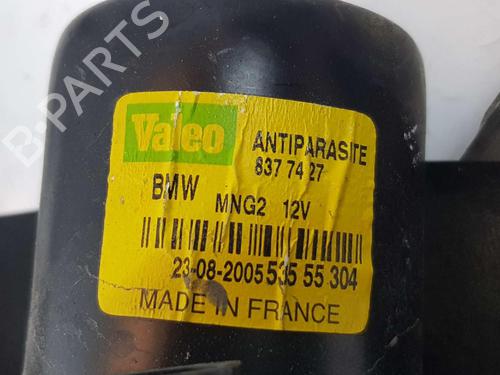 B-PARTS
Valeo
ANTIPARASITE
837 74 27
BMW MNG2 12V
23-08-2005 535 55 304
MADE IN FRANCE